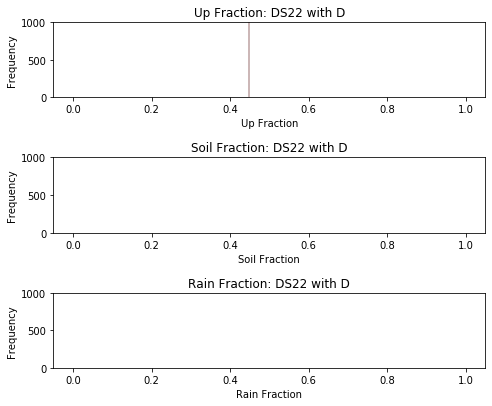 Up Fraction: DS22 with D
1000
500
0
Frequency
0.0 0.2 0.4 0.6 0.8 1.0
Up Fraction
Soil Fraction: DS22 with D
1000
500
0
Frequency
0.0 0.2 0.4 0.6 0.8 1.0
Soil Fraction
Rain Fraction: DS22 with D
1000
500
0
Frequency
0.0 0.2 0.4 0.6 0.8 1.0
Rain Fraction